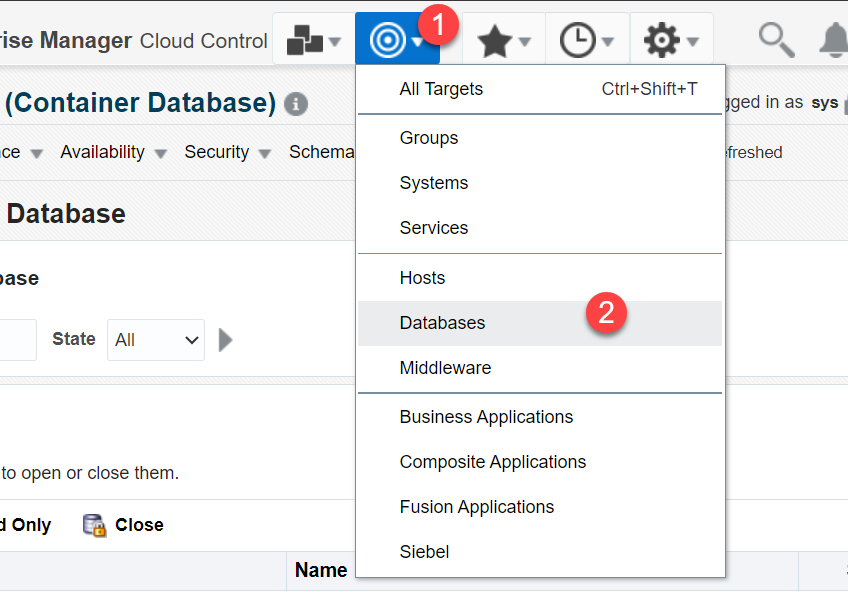 rise Manager Cloud Control
1
(Container Database)
All Targets Ctrl+Shift+T
gged in as sys
ce Availability Security Schema
Groups
efreshed
Systems
Database
Services
base
Hosts
State All
Databases
2
Middleware
Business Applications
to open or close them.
Composite Applications
d Only Close
Fusion Applications
Name
Siebel